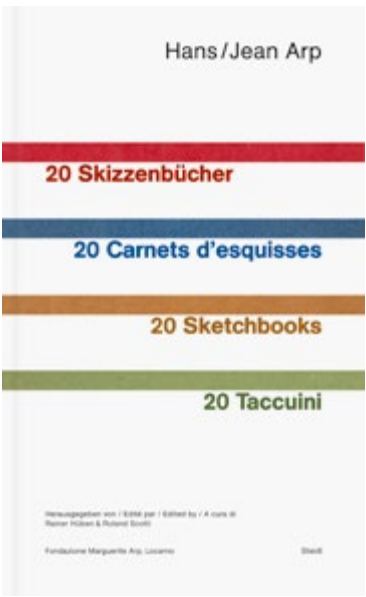 Hans/Jean Arp
20 Skizzenbücher
20 Carnets d'esquisses
20 Sketchbooks
20 Taccuini
Herausgegeben von / Edité par / Edited by / A cura di
Rainer Hüben & Roland Scotti
Fondazione Marguerite Arp, Locarno
Steidl